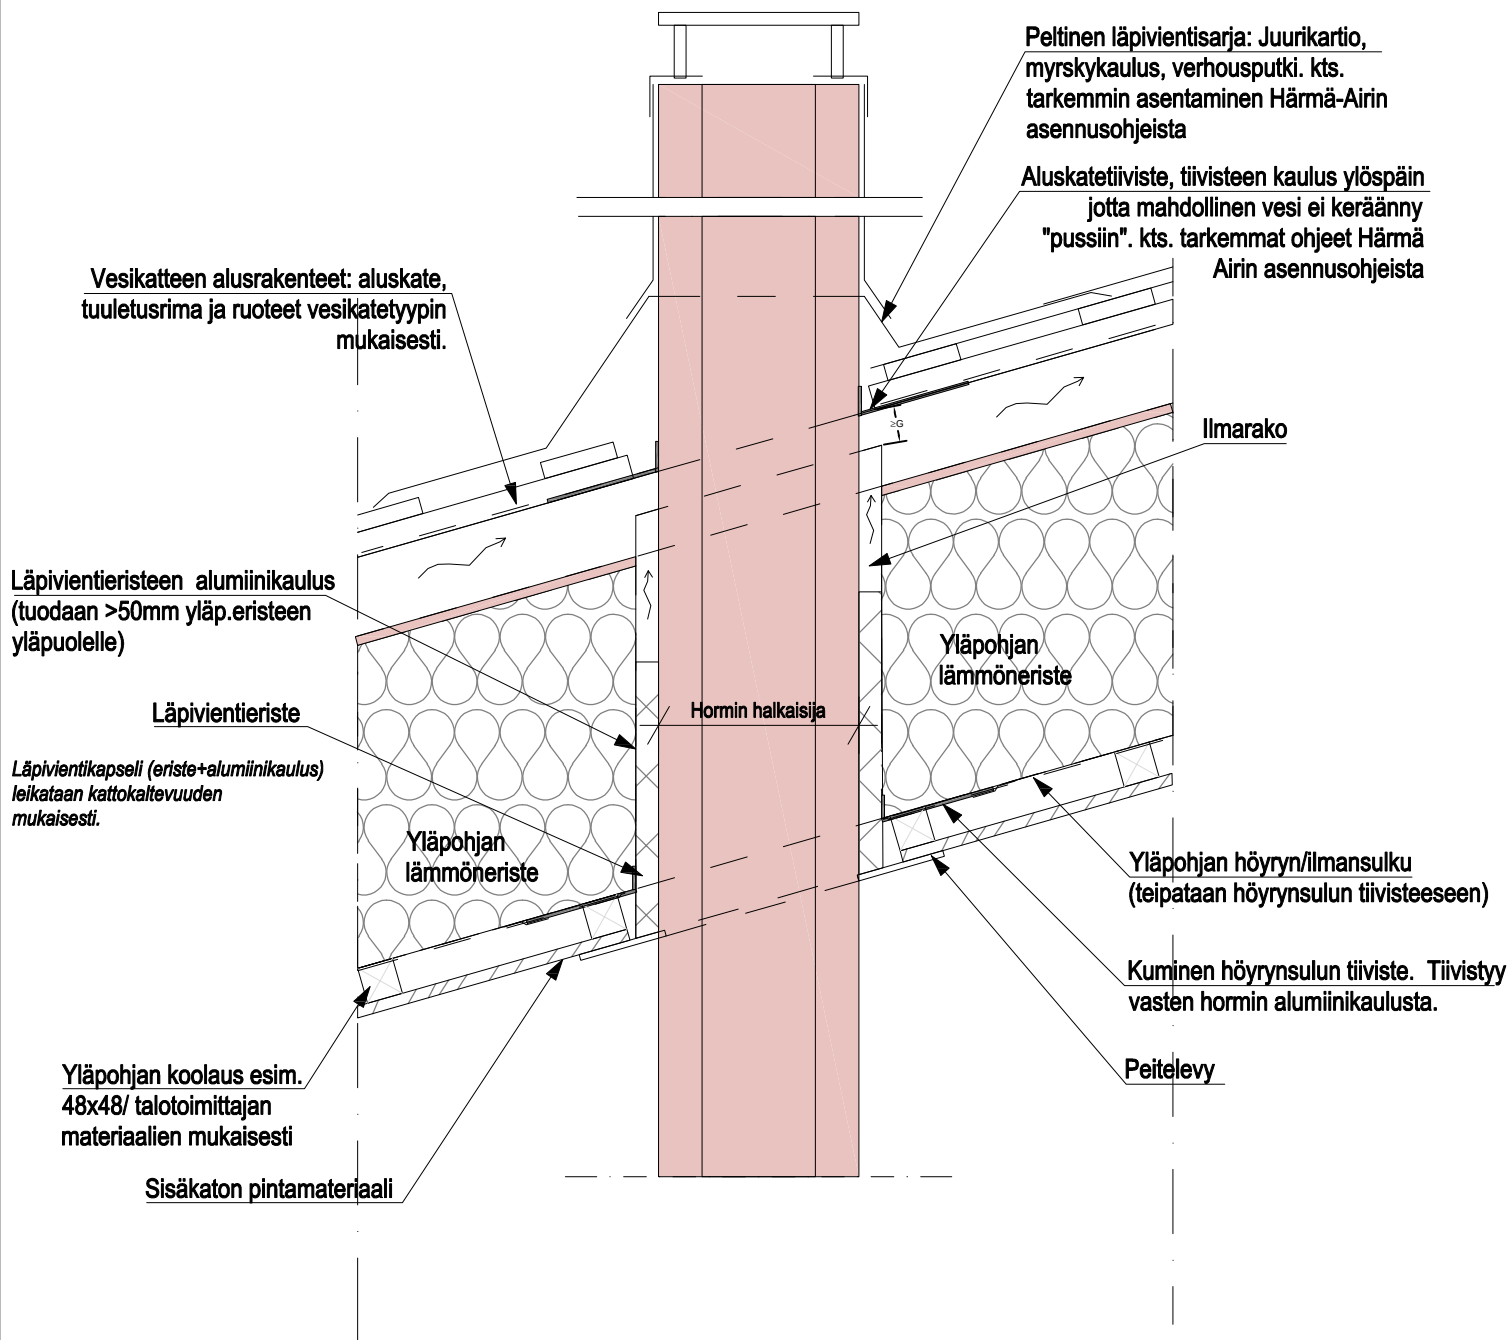 Peltinen läpivientisarja: Juurikartio,
myrskykaulus, verhousputki. kts.
tarkemmin asentaminen Härmä-Airin
asennusohjeista
Aluskatetiiviste, tiivisteen kaulus ylöspäin
jotta mahdollinen vesi ei keräänny
"pussiin". kts. tarkemmat ohjeet Härmä
Airin asennusohjeista
Vesikatteen alusrakenteet: aluskate,
tuuletusrima ja ruoteet vesikatetyypin
mukaisesti.
≥G
Ilmarako
Läpivientieristeen alumiinikaulus
(tuodaan >50mm yläp.eristeen
yläpuolelle)
Yläpohjan
lämmöneriste
Läpivientieriste
Hormin halkaisija
Läpivientikapseli (eriste+alumiinikaulus)
leikataan kattokaltevuuden
mukaisesti.
Yläpohjan
lämmöneriste
Yläpohjan höyryn/ilmansulku
(teipataan höyrynsulun tiivisteeseen)
Kuminen höyrynsulun tiiviste. Tiivistyy
vasten hormin alumiinikaulusta.
Peitelevy
Yläpohjan koolaus esim.
48x48/ talotoimittajan
materiaalien mukaisesti
Sisäkaton pintamateriaali